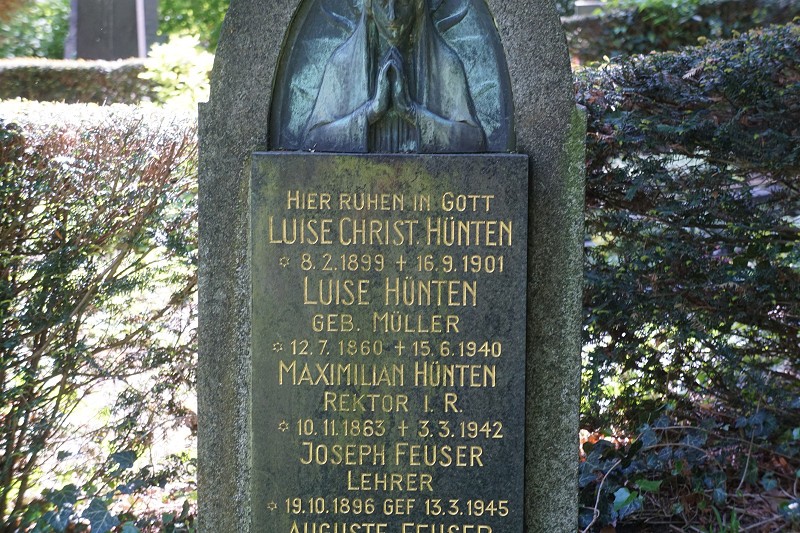 HIER RUHEN IN GOTT
LUISE CHRIST. HÜNTEN
* 8.2.1899 + 16.9.1901
LUISE HÜNTEN
GEB. MÜLLER
* 12.7.1860 + 15.6.1940
MAXIMILIAN HÜNTEN
REKTOR I. R.
* 10.11.1863 + 3.3.1942
JOSEPH FEUSER
LEHRER
* 19.10.1896 GEF 13.3.1945
AUGUSTE FEUSER